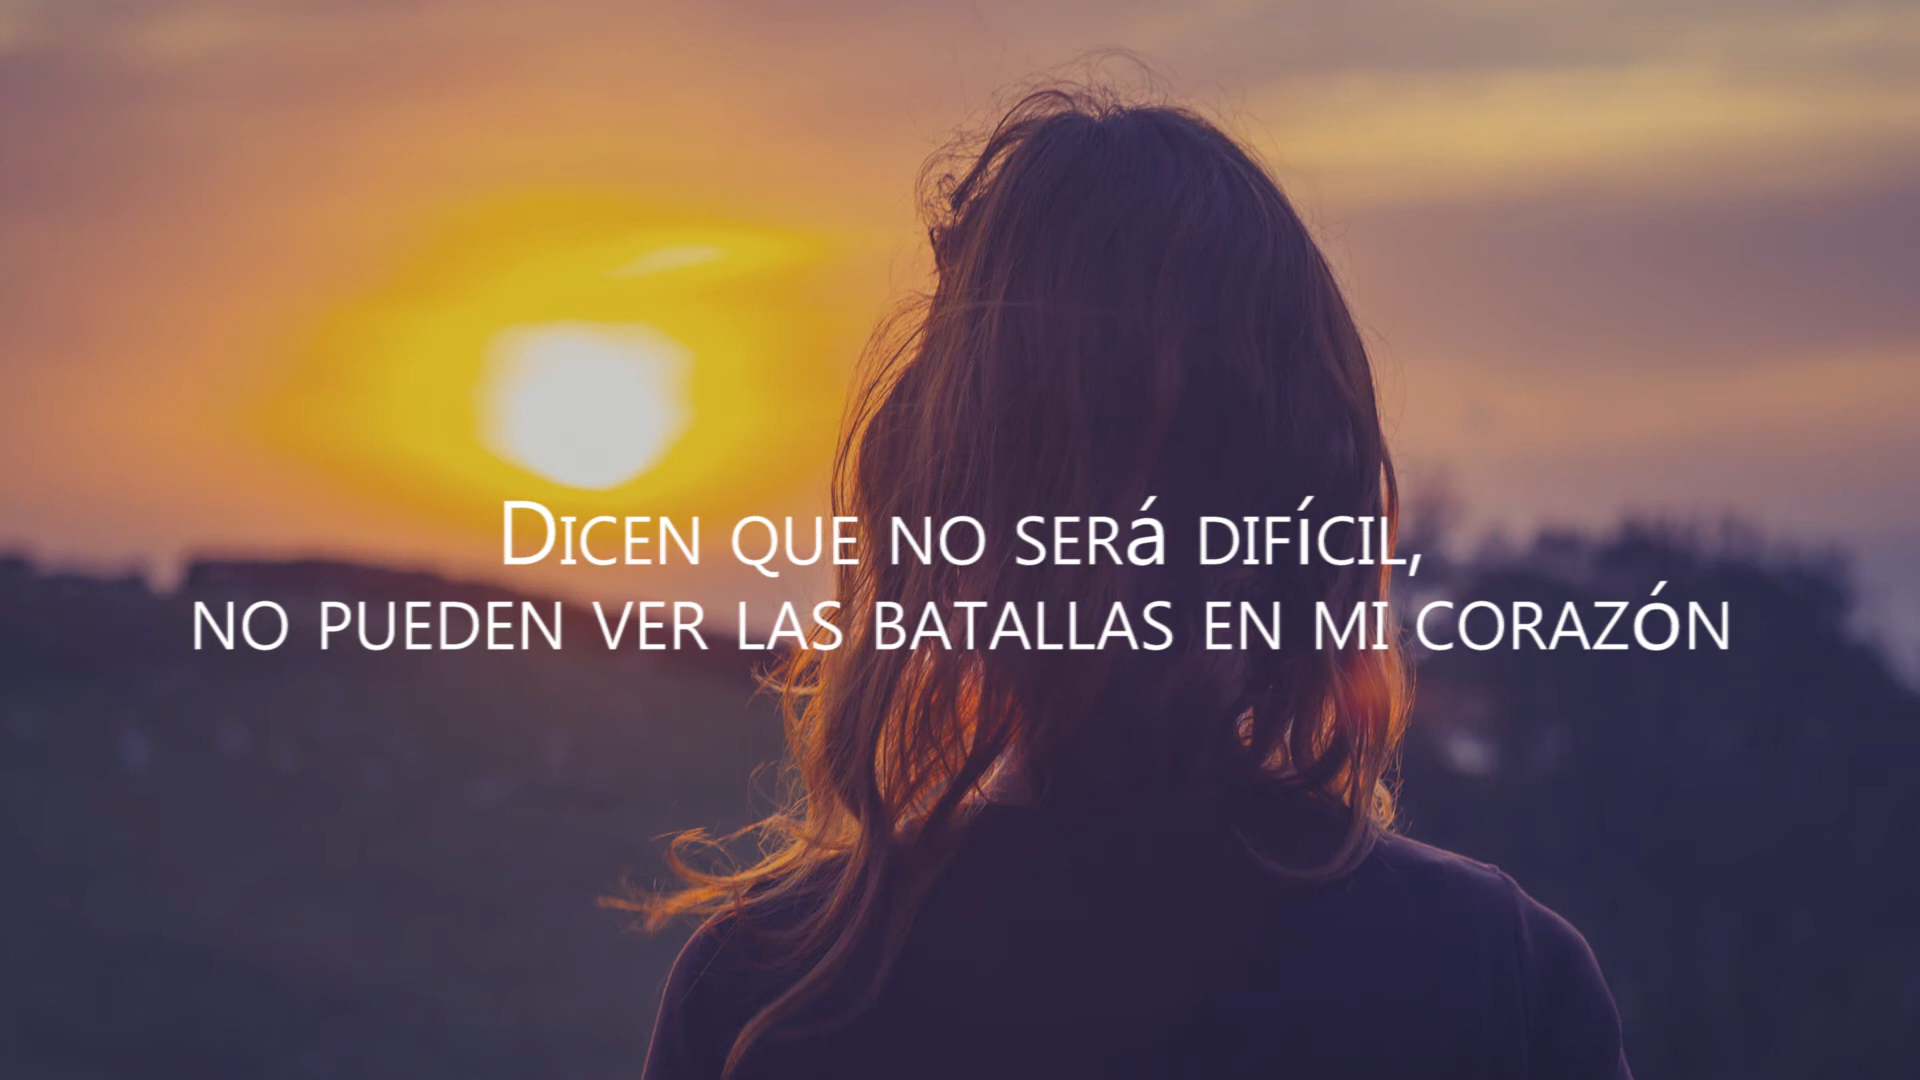 Dicen que no será difícil,
no pueden ver las batallas en mi corazón